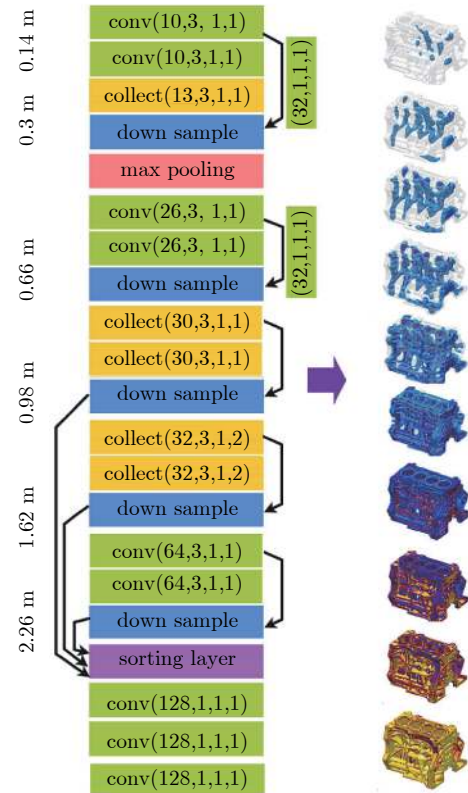 0.14 m
0.3 m
0.66 m
0.98 m
1.62 m
2.26 m
conv(10,3, 1,1)
conv(10,3,1,1)
collect(13,3,1,1)
down sample
(32,1,1,1)
max pooling
conv(26,3, 1,1)
conv(26,3, 1,1)
down sample
(32,1,1,1)
collect(30,3,1,1)
collect(30,3,1,1)
down sample
collect(32,3,1,2)
collect(32,3,1,2)
down sample
conv(64,3,1,1)
conv(64,3,1,1)
down sample
sorting layer
conv(128,1,1,1)
conv(128,1,1,1)
conv(128,1,1,1)